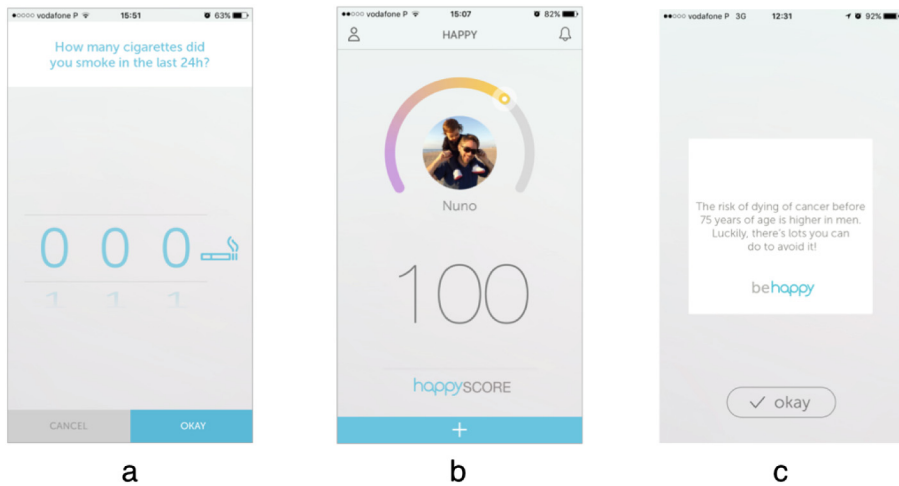 vodafone P 15:51 63%
How many cigarettes did
you smoke in the last 24h?
0 0 0
1 1 1
CANCEL OKAY
a
vodafone P 15:07 82%
HAPPY
Nuno
100
happySCORE
+
b
vodafone P 3G 12:31 92%
The risk of dying of cancer before
75 years of age is higher in men.
Luckily, there's lots you can
do to avoid it!
behappy
okay
c